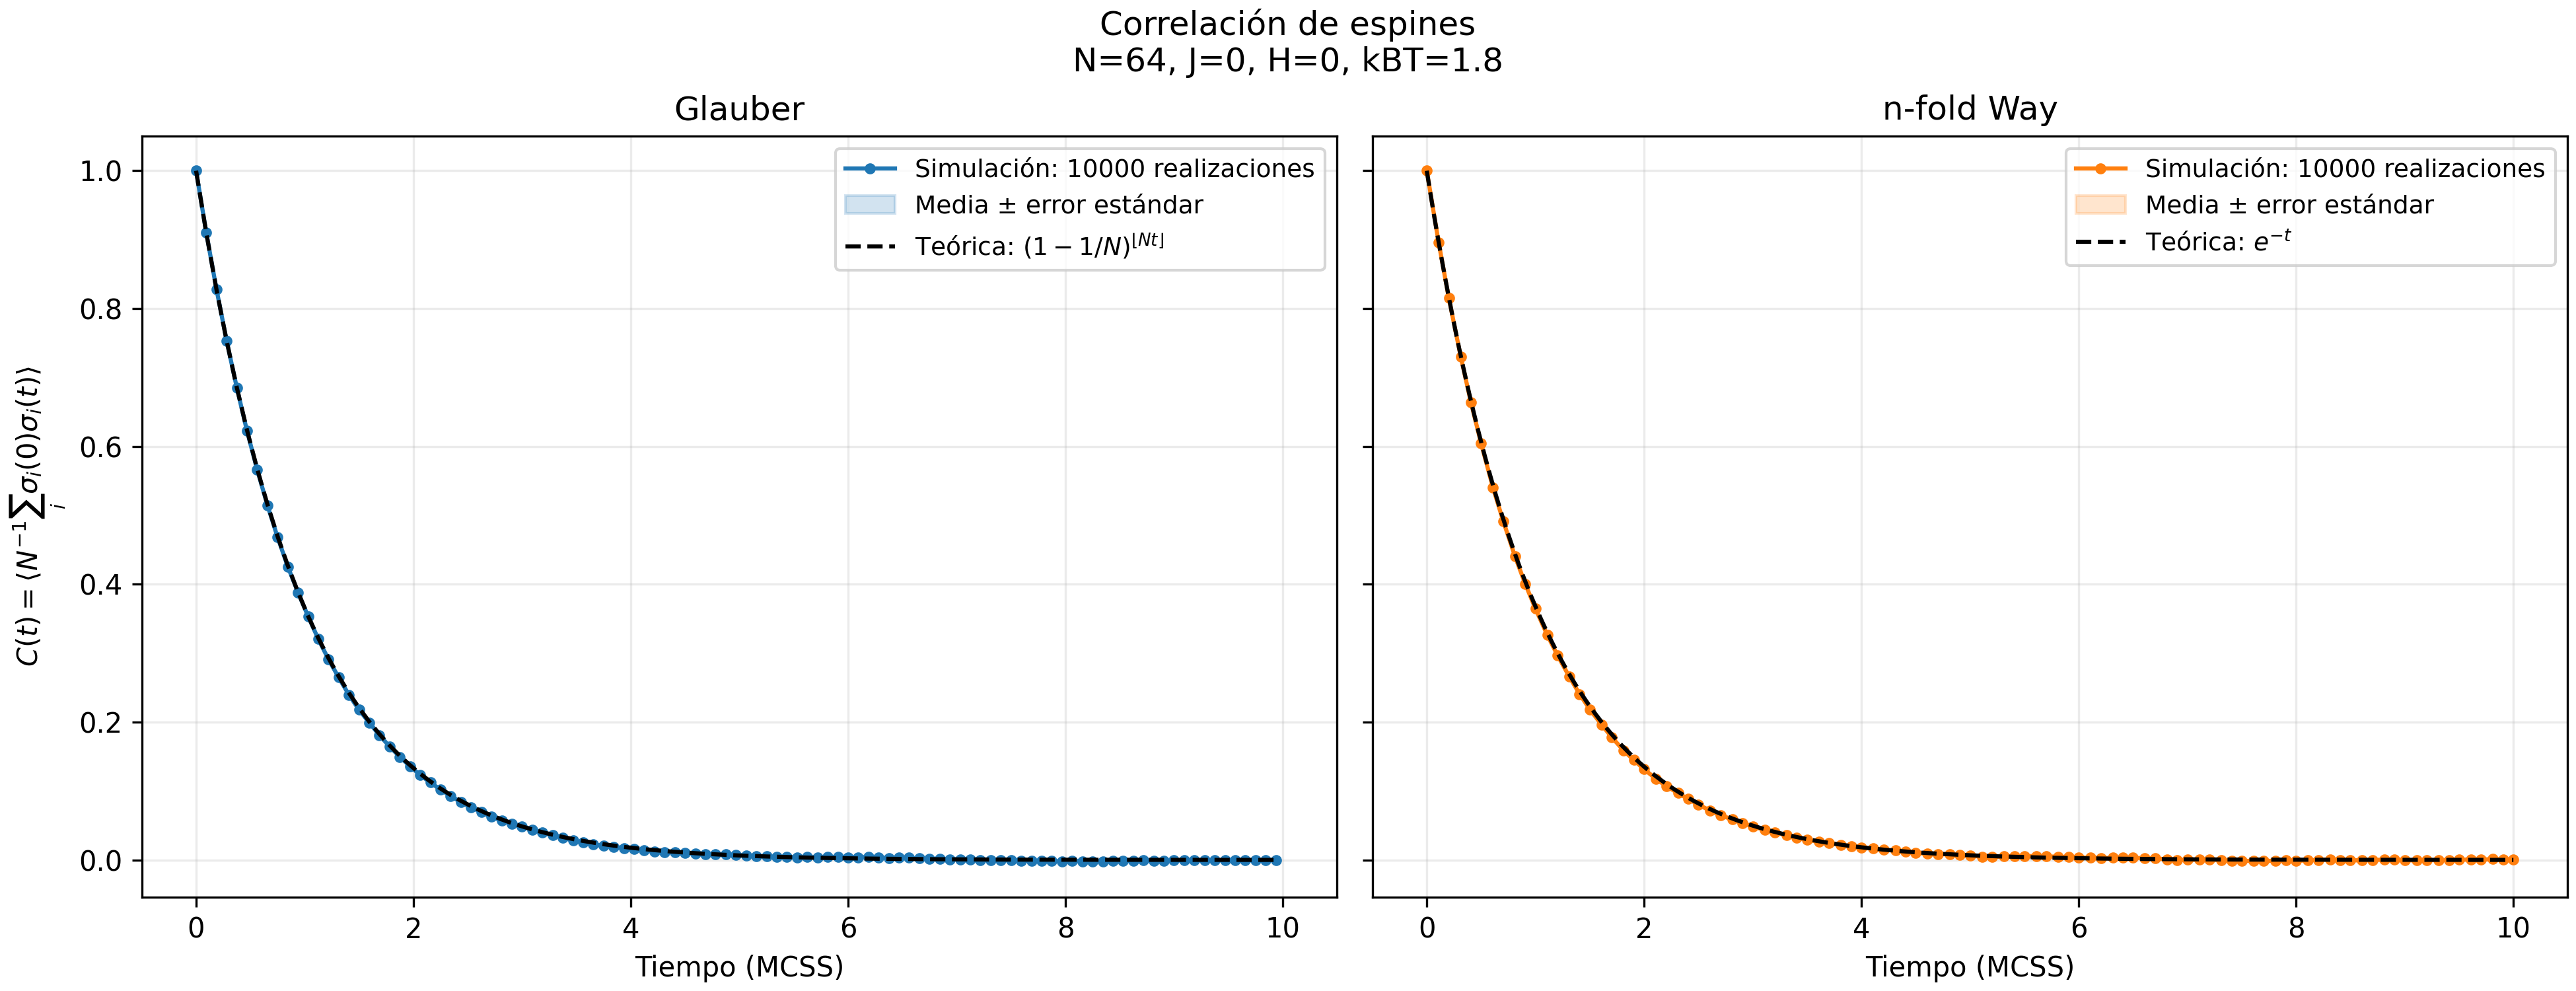 Correlación de espines
N=64, J=0, H=0, kBT=1.8
Glauber
C(t) = ⟨N⁻¹ ∑ᵢ σᵢ(0)σᵢ(t)⟩
1.0
0.8
0.6
0.4
0.2
0.0
Simulación: 10000 realizaciones
Media ± error estándar
Teórica: (1 − 1/N)^⌊Nt⌋
0 2 4 6 8 10
Tiempo (MCSS)
n-fold Way
Simulación: 10000 realizaciones
Media ± error estándar
Teórica: e⁻ᵗ
0 2 4 6 8 10
Tiempo (MCSS)